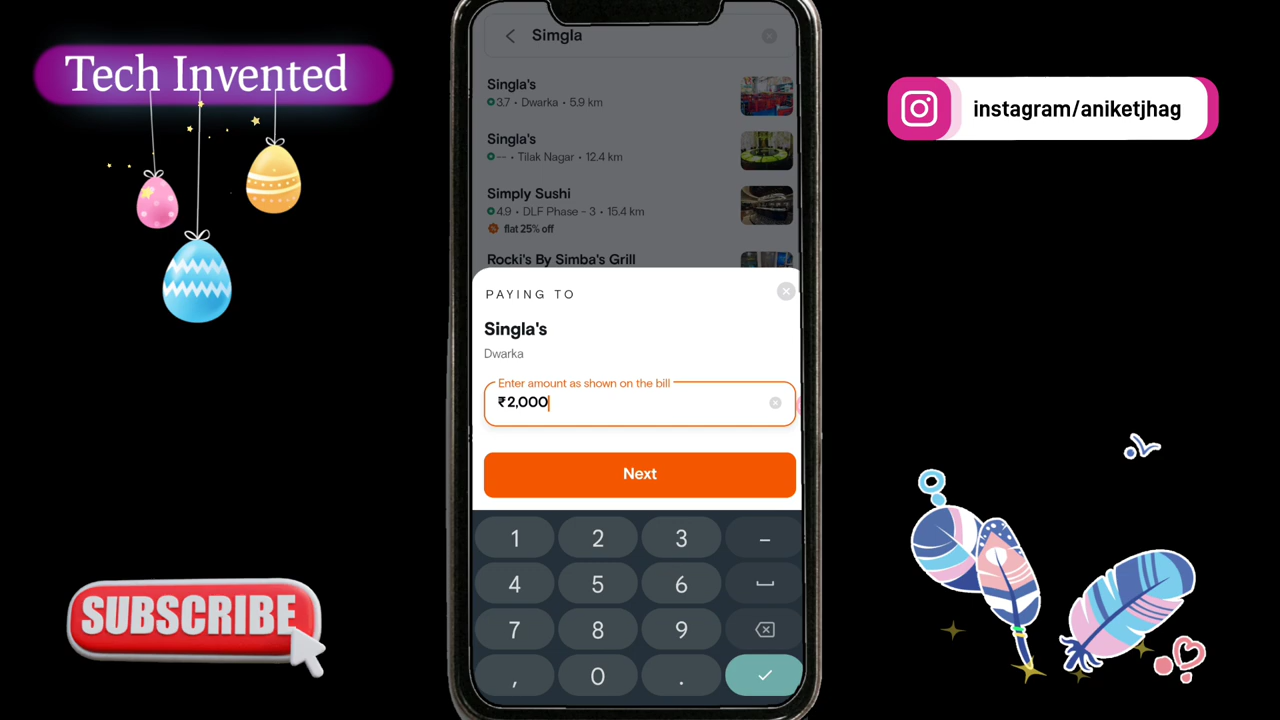 Tech Invented
instagram/aniketjhag
SUBSCRIBE
Simgla
Singla's
3.7 • Dwarka • 5.9 km
Singla's
-- • Tilak Nagar • 12.4 km
Simply Sushi
4.9 • DLF Phase - 3 • 15.4 km
flat 25% off
Rocki's By Simba's Grill
PAYING TO
Singla's
Dwarka
Enter amount as shown on the bill
₹2,000
Next
1 2 3 –
4 5 6
7 8 9
, 0 .